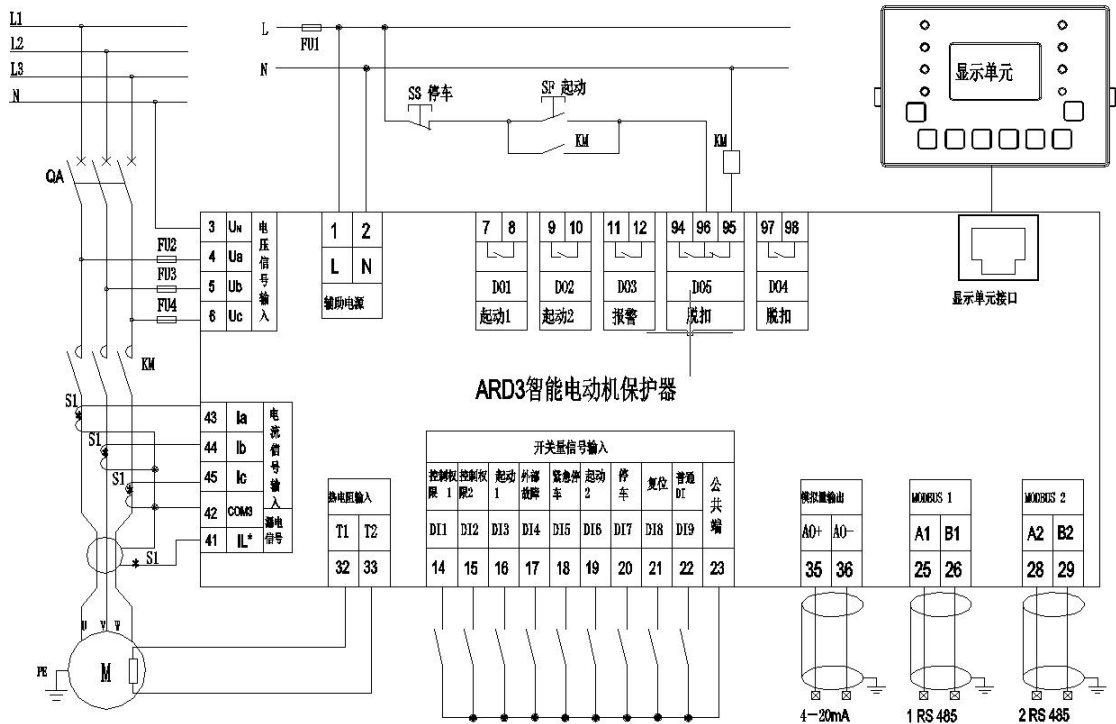 L1
L2
L3
N
L
FU1
N
SS 停车
SF 起动
KM
KM
显示单元
QA
3 UN
4 Ua
5 Ub
6 Uc
电压信号输入
FU2
FU3
FU4
1 2
L N
辅助电源
7 8
DO1
起动1
9 10
DO2
起动2
11 12
DO3
报警
94 96 95
DO5
脱扣
97 98
DO4
脱扣
显示单元接口
KM
ARD3智能电动机保护器
S1
S1
S1
S1
43 Ia
44 Ib
45 Ic
42 COM3
41 IL*
电流信号输入
漏电信号
热电阻输入
T1 T2
32 33
开关量信号输入
控制权限 1
控制权限2
起动1
外部故障
紧急停车
起动2
停车
复位
普通DI
公共端
DI1 DI2 DI3 DI4 DI5 DI6 DI7 DI8 DI9
14 15 16 17 18 19 20 21 22 23
模拟量输出
AO+ AO-
35 36
MODBUS 1
A1 B1
25 26
MODBUS 2
A2 B2
28 29
U V W
M
PE
4-20mA
1 RS 485
2 RS 485